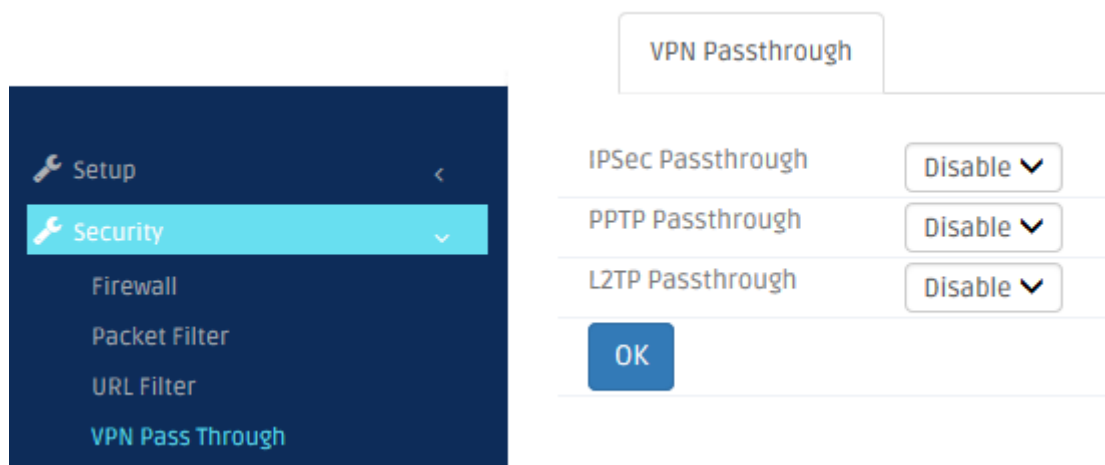 VPN Passthrough
Setup
Security
Firewall
Packet Filter
URL Filter
VPN Pass Through
IPSec Passthrough Disable
PPTP Passthrough Disable
L2TP Passthrough Disable
OK